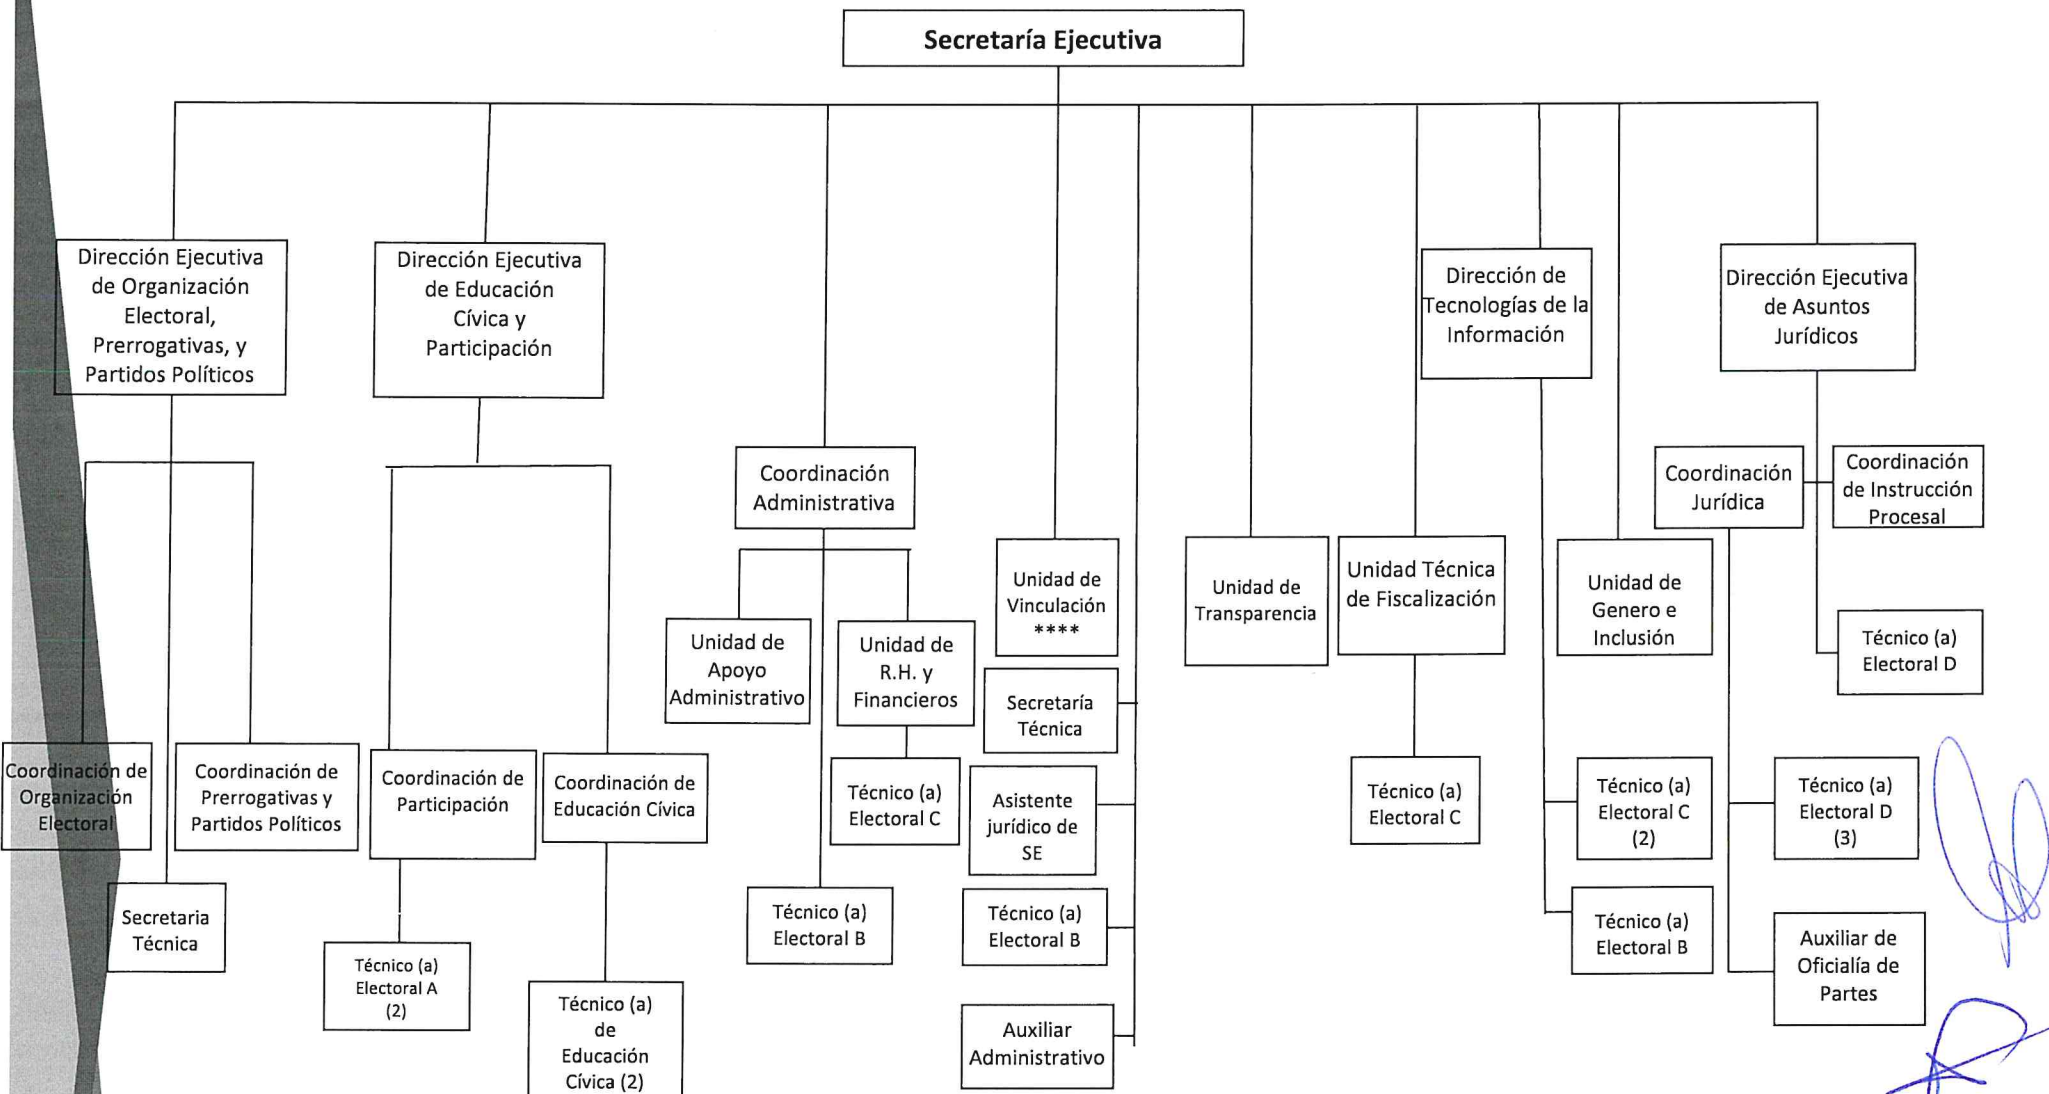 Secretaría Ejecutiva
Dirección Ejecutiva
de Organización
Electoral,
Prerrogativas, y
Partidos Políticos
Dirección Ejecutiva
de Educación
Cívica y
Participación
Dirección de
Tecnologías de la
Información
Dirección Ejecutiva
de Asuntos
Jurídicos
Coordinación
Administrativa
Coordinación
Jurídica
Coordinación
de Instrucción
Procesal
Unidad de
Vinculación
****
Unidad de
Transparencia
Unidad Técnica
de Fiscalización
Unidad de
Genero e
Inclusión
Unidad de
Apoyo
Administrativo
Unidad de
R.H. y
Financieros
Técnico (a)
Electoral D
Secretaría
Técnica
Coordinación de
Organización
Electoral
Coordinación de
Prerrogativas y
Partidos Políticos
Coordinación de
Participación
Coordinación de
Educación Cívica
Técnico (a)
Electoral C
Asistente
jurídico de
SE
Técnico (a)
Electoral C
Técnico (a)
Electoral C
(2)
Técnico (a)
Electoral D
(3)
Secretaria
Técnica
Técnico (a)
Electoral B
Técnico (a)
Electoral B
Técnico (a)
Electoral B
Auxiliar de
Oficialía de
Partes
Técnico (a)
Electoral A
(2)
Técnico (a)
de
Educación
Cívica (2)
Auxiliar
Administrativo